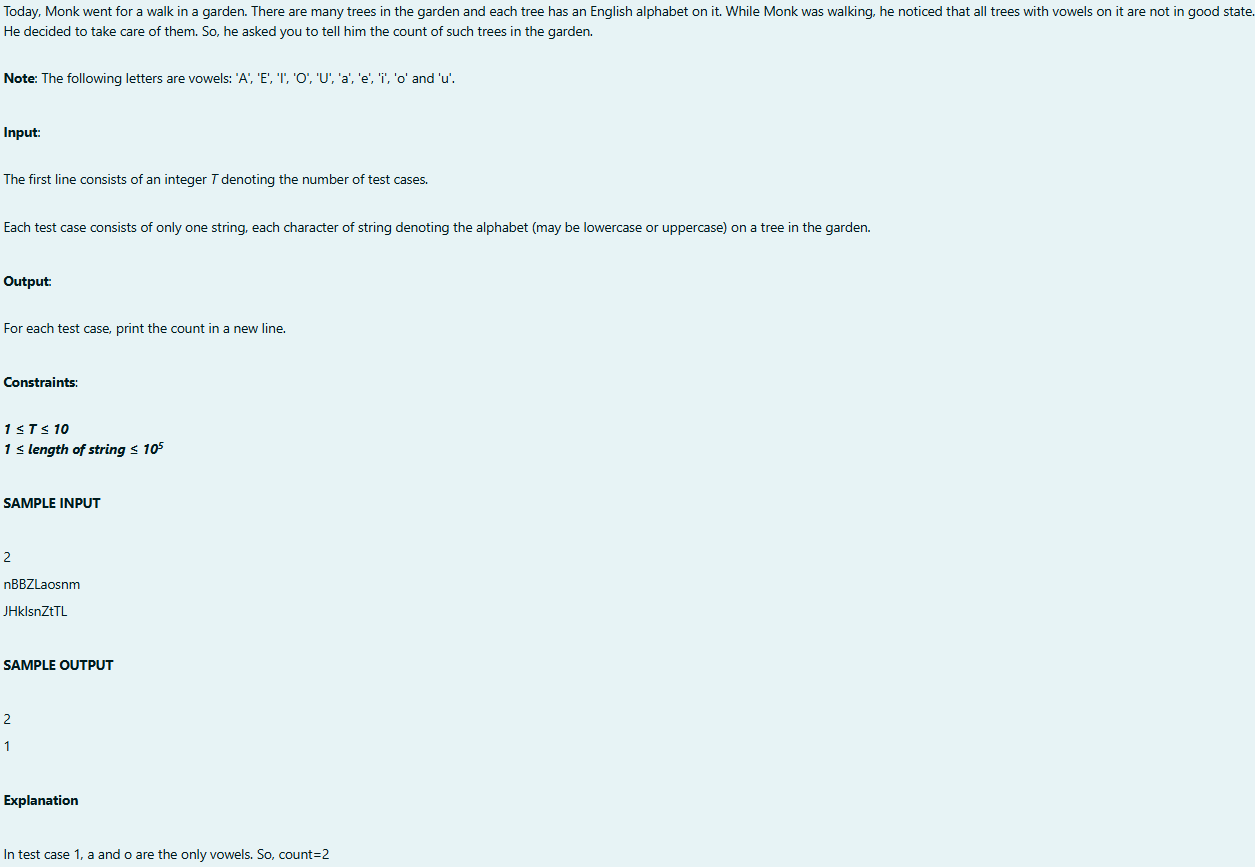 Today, Monk went for a walk in a garden. There are many trees in the garden and each tree has an English alphabet on it. While Monk was walking, he noticed that all trees with vowels on it are not in good state.
He decided to take care of them. So, he asked you to tell him the count of such trees in the garden.
Note: The following letters are vowels: 'A', 'E', 'I', 'O', 'U', 'a', 'e', 'i', 'o' and 'u'.
Input:
The first line consists of an integer T denoting the number of test cases.
Each test case consists of only one string, each character of string denoting the alphabet (may be lowercase or uppercase) on a tree in the garden.
Output:
For each test case, print the count in a new line.
Constraints:
1 ≤ T ≤ 10
1 ≤ length of string ≤ 10⁵
SAMPLE INPUT
2
nBBZLaosnm
JHkIsnZtTL
SAMPLE OUTPUT
2
1
Explanation
In test case 1, a and o are the only vowels. So, count=2